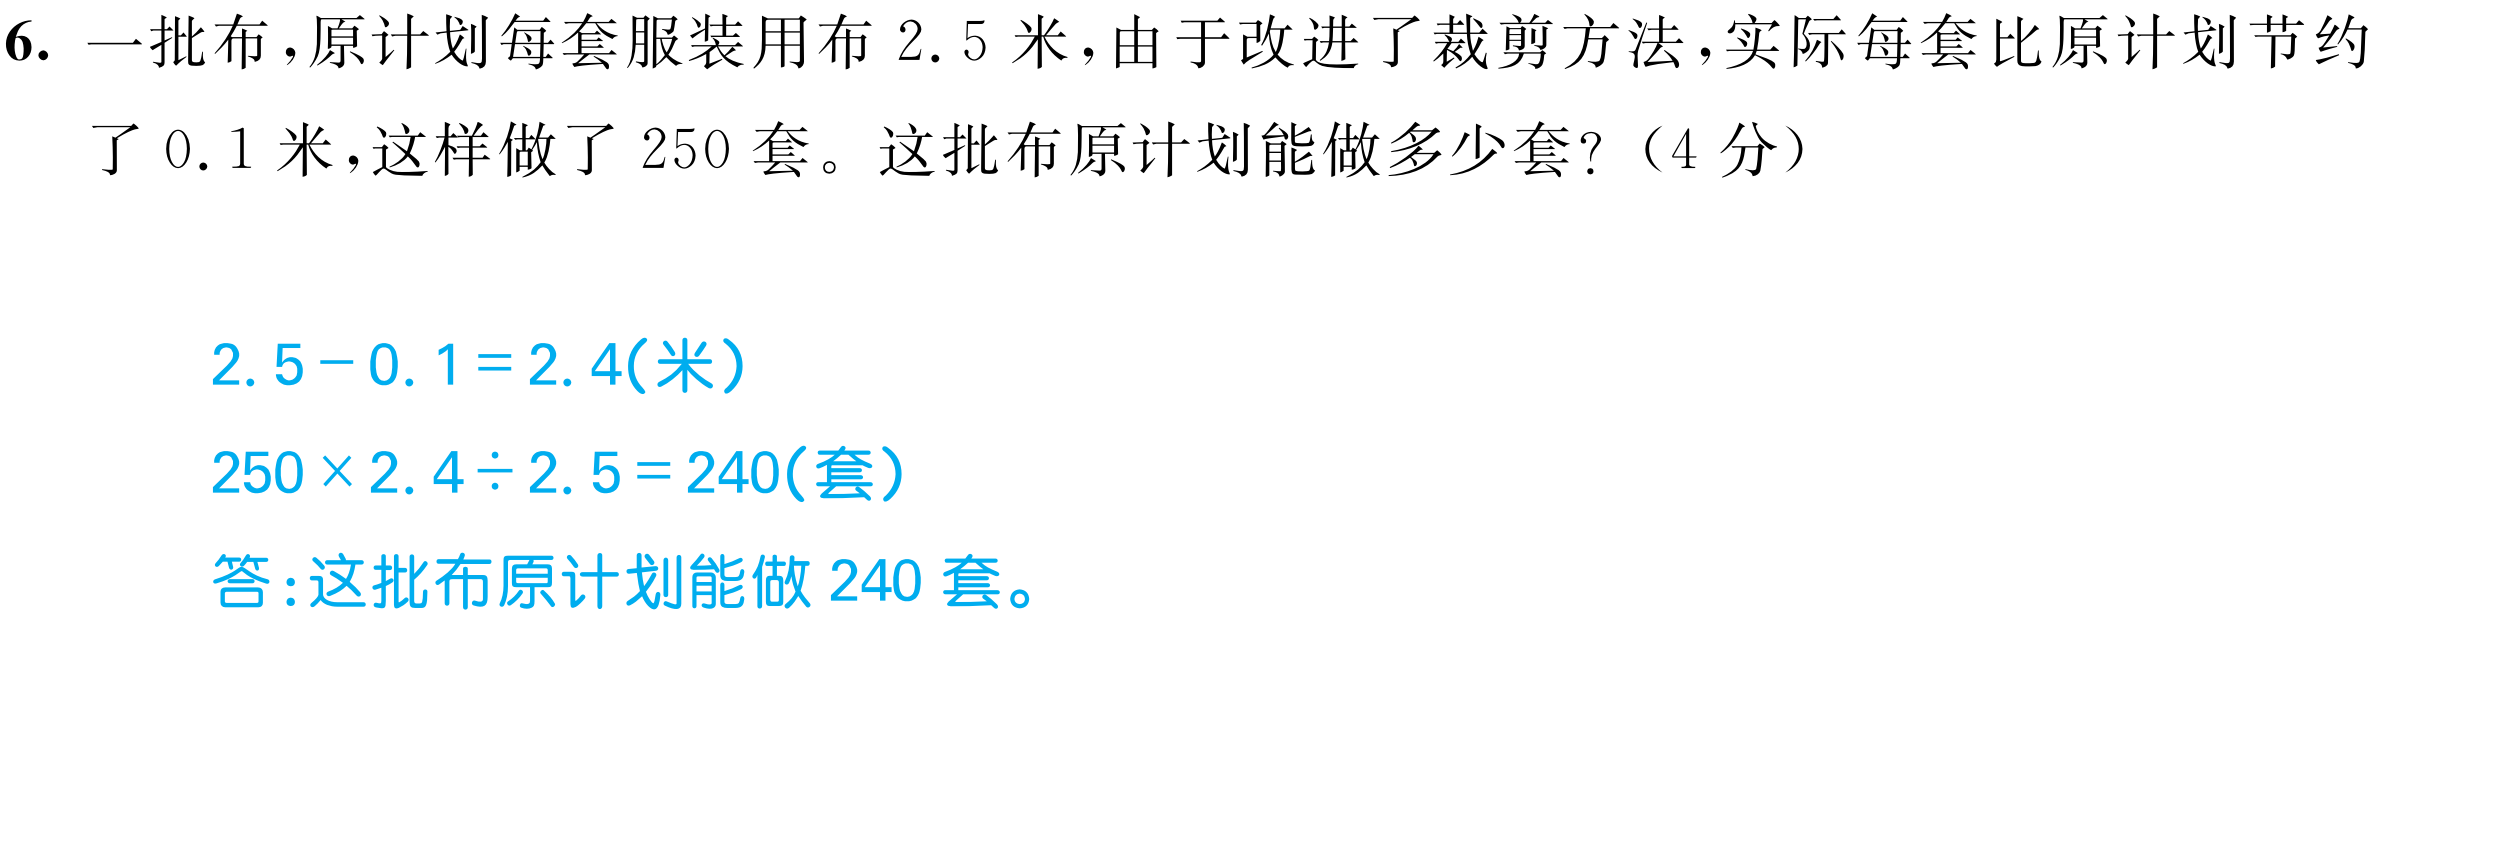 6. 一批布,原计划每套服装用布 2.5 米,由于改进了裁剪方法,实际每套比原计划节约
了 0.1 米,这样做了 250 套。这批布原计划能做多少套?(4 分)
2.5-0.1=2.4(米)
250×2.4÷2.5=240(套)
答:这批布原计划能做 240 套。